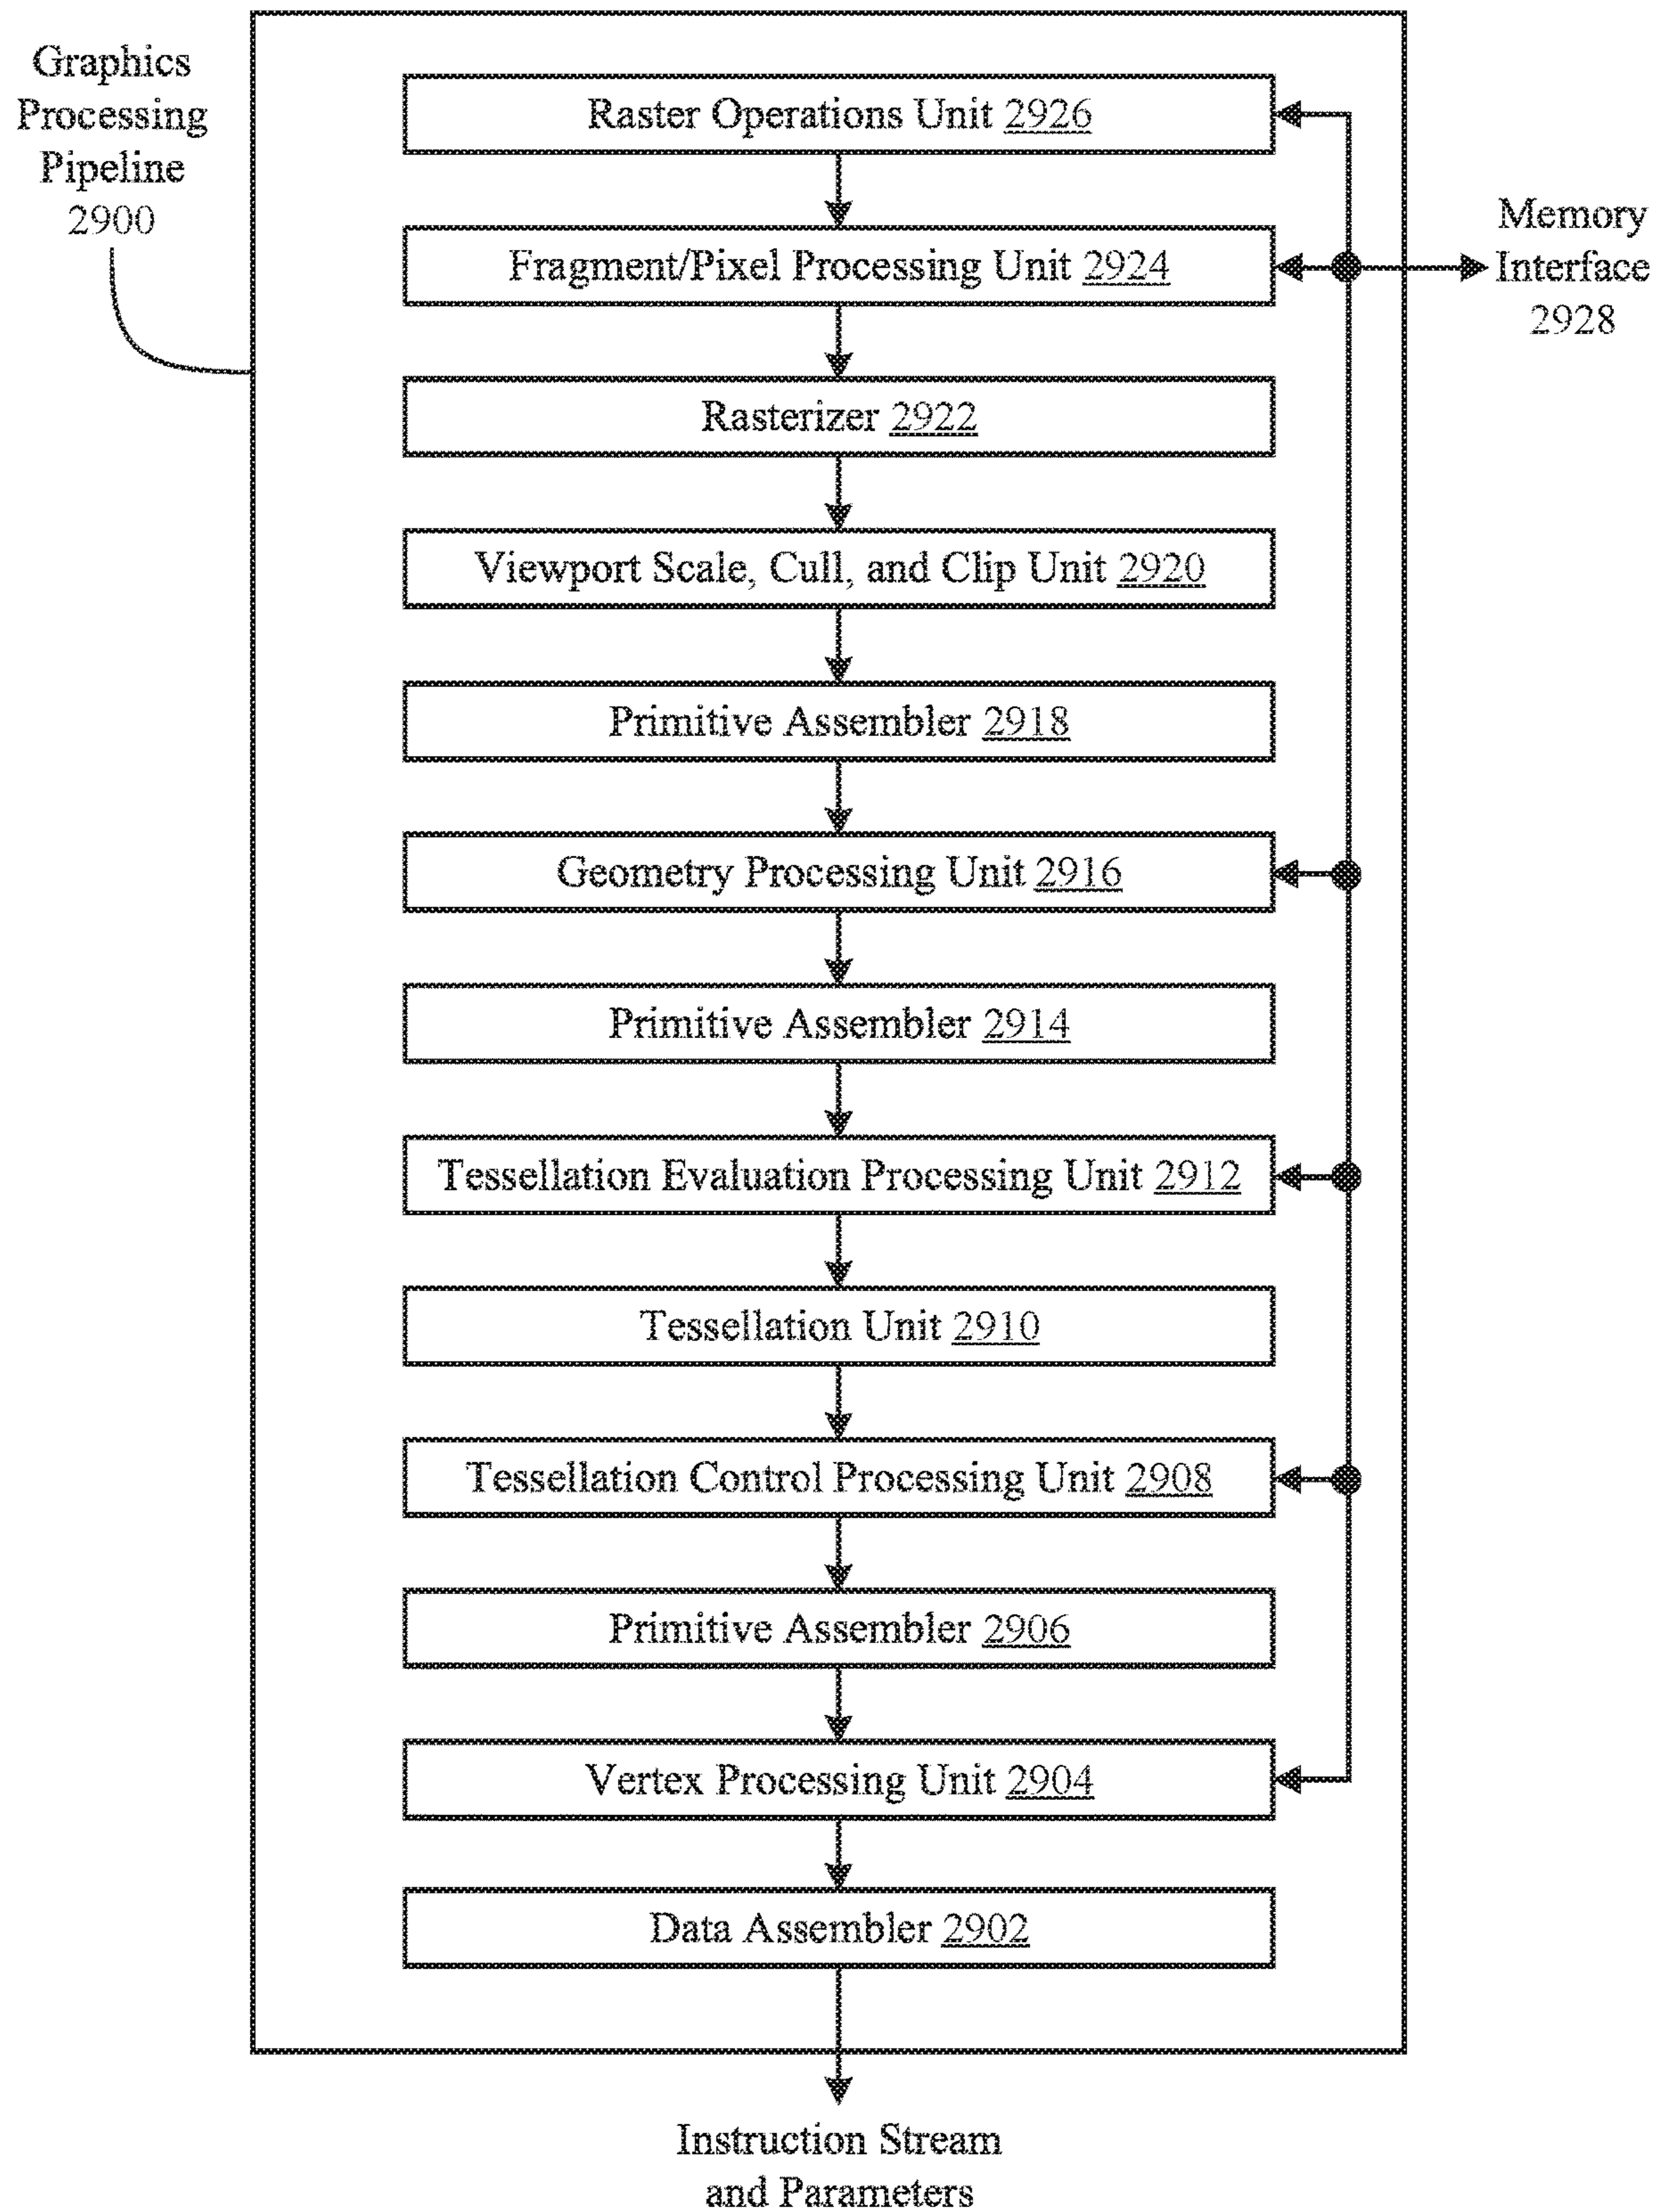 Graphics
Processing
Pipeline
2900
Raster Operations Unit 2926
Fragment/Pixel Processing Unit 2924
Memory
Interface
2928
Rasterizer 2922
Viewport Scale, Cull, and Clip Unit 2920
Primitive Assembler 2918
Geometry Processing Unit 2916
Primitive Assembler 2914
Tessellation Evaluation Processing Unit 2912
Tessellation Unit 2910
Tessellation Control Processing Unit 2908
Primitive Assembler 2906
Vertex Processing Unit 2904
Data Assembler 2902
Instruction Stream
and Parameters